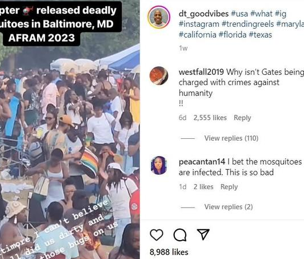 pter 🚁 released deadly
uitoes in Baltimore, MD
AFRAM 2023
timore I can't believe
all did us dirty and
those bugs on us
dt_goodvibes #usa #what #ig
#instagram #trendingreels #maryla
#california #florida #texas
1w
westfall2019 Why isn't Gates being
charged with crimes against
humanity
!!
6d 2,555 likes Reply
View replies (110)
peacantan14 I bet the mosquitoes
are infected. This is so bad
1d 2 likes Reply
View replies (2)
8,988 likes